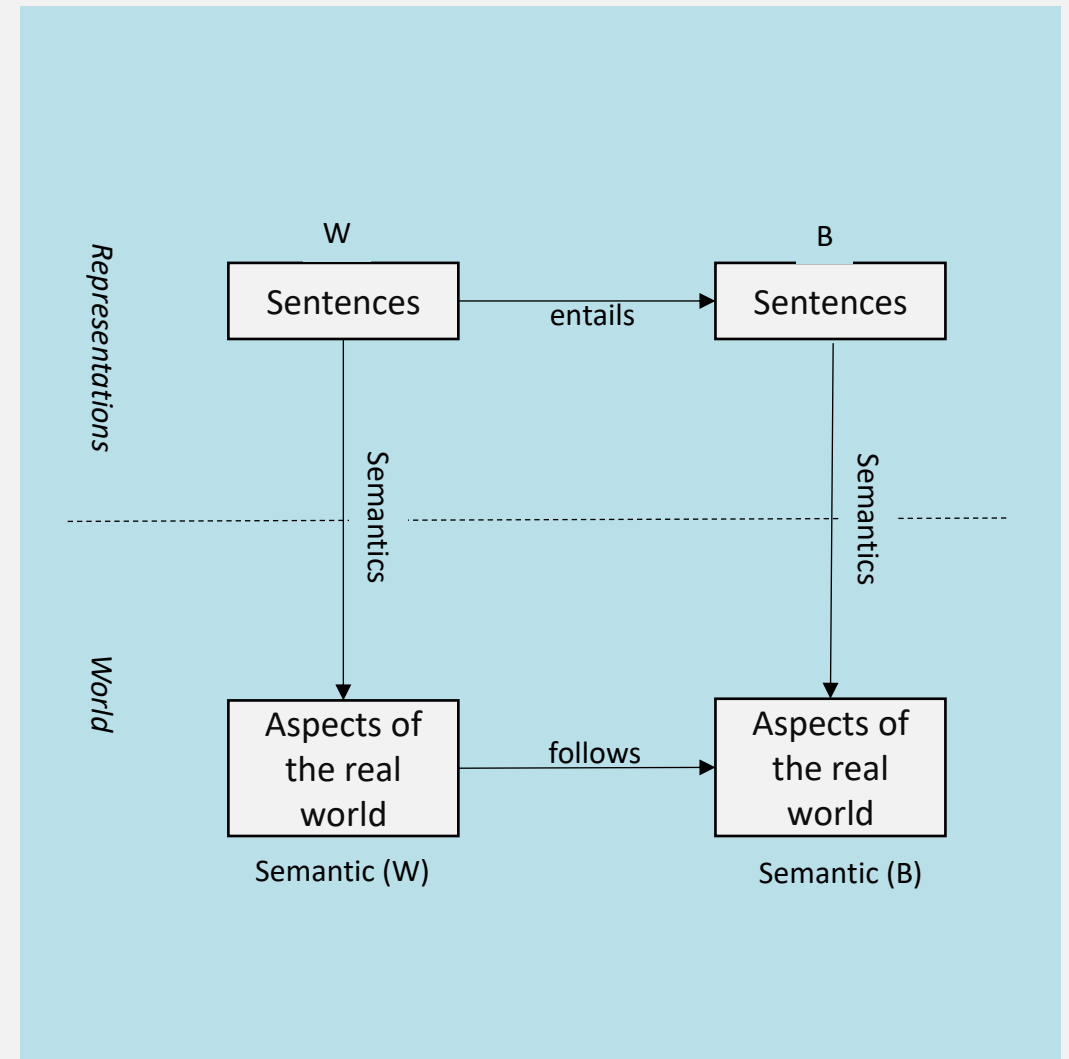 W
B
Representations
Sentences
entails
Sentences
Semantics
Semantics
World
Aspects of
the real
world
follows
Aspects of
the real
world
Semantic (W)
Semantic (B)